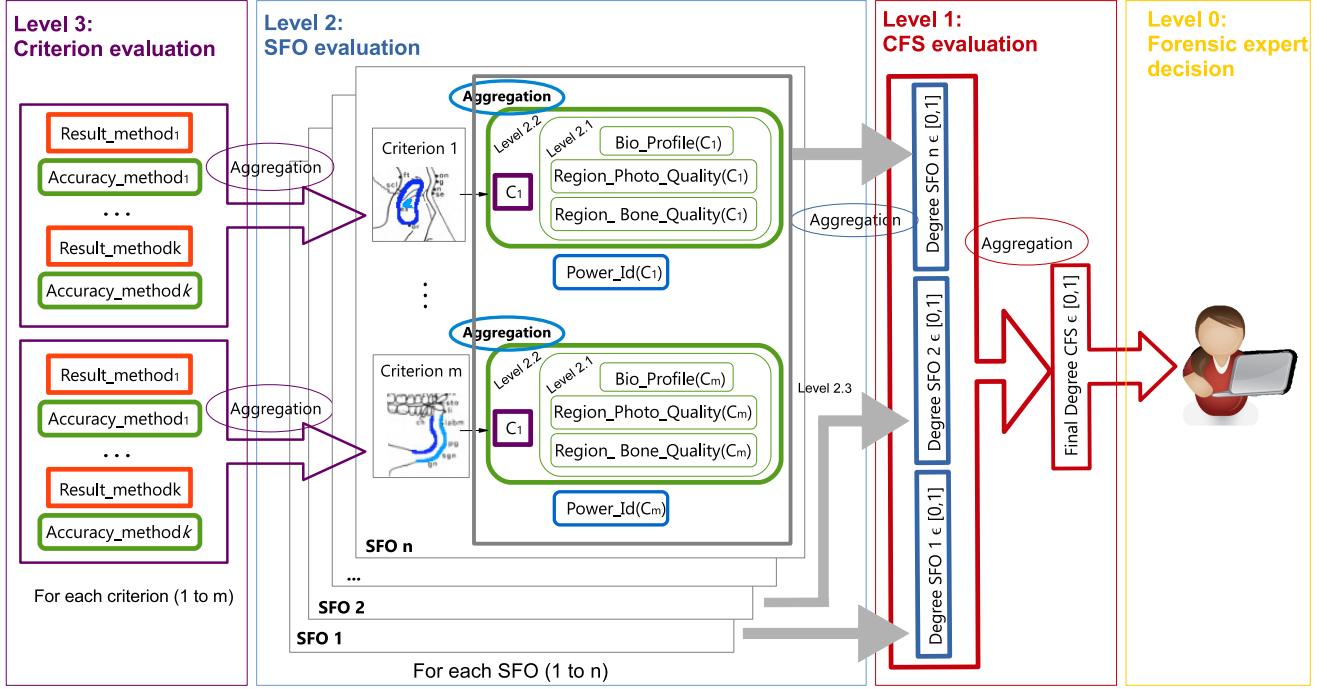 Level 3:
Criterion evaluation
Result_method1
Accuracy_method1
...
Result_methodk
Accuracy_methodk
Result_method1
Accuracy_method1
...
Result_methodk
Accuracy_methodk
For each criterion (1 to m)
Aggregation
Aggregation
Level 2:
SFO evaluation
Aggregation
Criterion 1
Level 2.2
Level 2.1
C1
Bio_Profile(C1)
Region_Photo_Quality(C1)
Region_ Bone_Quality(C1)
Power_Id(C1)
...
Aggregation
Criterion m
Level 2.2
Level 2.1
C1
Bio_Profile(Cm)
Region_Photo_Quality(Cm)
Region_ Bone_Quality(Cm)
Power_Id(Cm)
SFO n
...
SFO 2
SFO 1
For each SFO (1 to n)
Aggregation
Level 2.3
Level 1:
CFS evaluation
Degree SFO n ϵ [0,1]
Degree SFO 2 ϵ [0,1]
Degree SFO 1 ϵ [0,1]
Aggregation
Final Degree CFS ϵ [0,1]
Level 0:
Forensic expert
decision